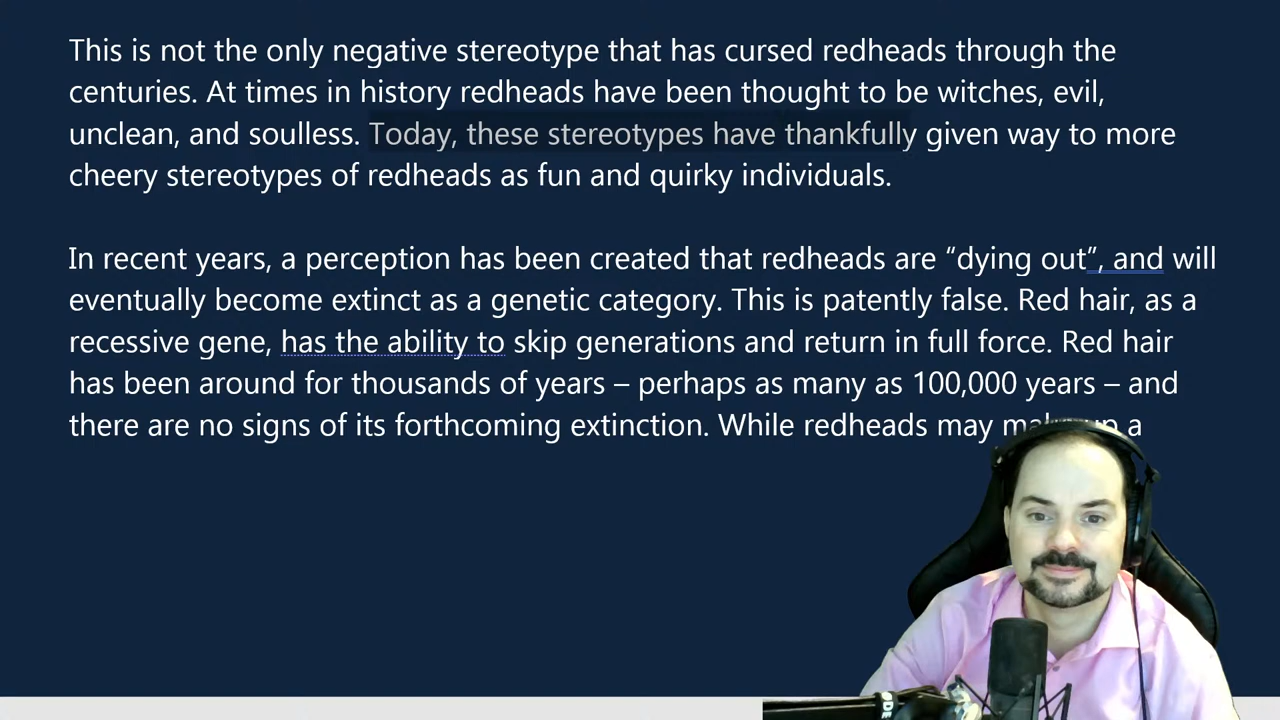 This is not the only negative stereotype that has cursed redheads through the
centuries. At times in history redheads have been thought to be witches, evil,
unclean, and soulless. Today, these stereotypes have thankfully given way to more
cheery stereotypes of redheads as fun and quirky individuals.
In recent years, a perception has been created that redheads are “dying out”, and will
eventually become extinct as a genetic category. This is patently false. Red hair, as a
recessive gene, has the ability to skip generations and return in full force. Red hair
has been around for thousands of years – perhaps as many as 100,000 years – and
there are no signs of its forthcoming extinction. While redheads may make up a